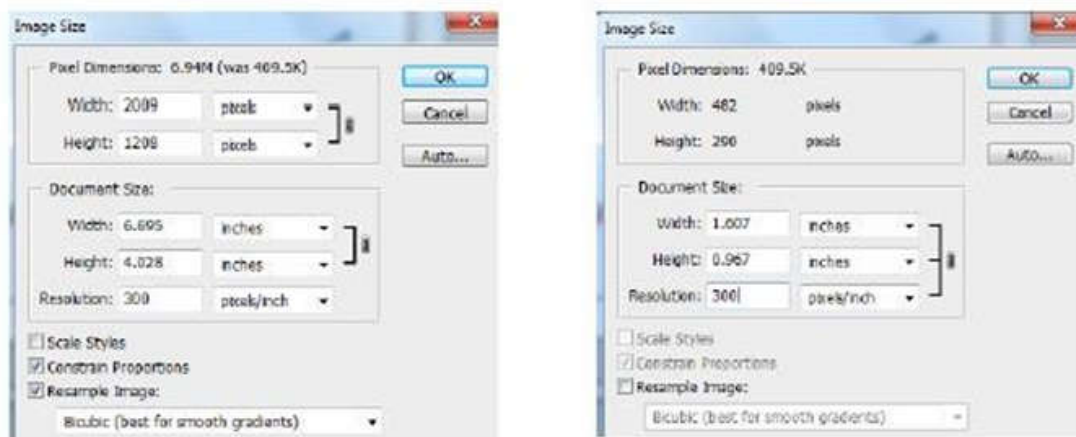 Image Size
Pixel Dimensions: 6.94M (was 409.5K)
OK
Width: 2009 pixels
Cancel
Height: 1208 pixels
Auto...
Document Size:
Width: 6.695 inches
Height: 4.028 inches
Resolution: 300 pixels/inch
Scale Styles
Constrain Proportions
Resample Image:
Bicubic (best for smooth gradients)
Image Size
Pixel Dimensions: 409.5K
OK
Width: 482 pixels
Cancel
Height: 290 pixels
Auto...
Document Size:
Width: 1.607 inches
Height: 0.967 inches
Resolution: 300 pixels/inch
Scale Styles
Constrain Proportions
Resample Image:
Bicubic (best for smooth gradients)